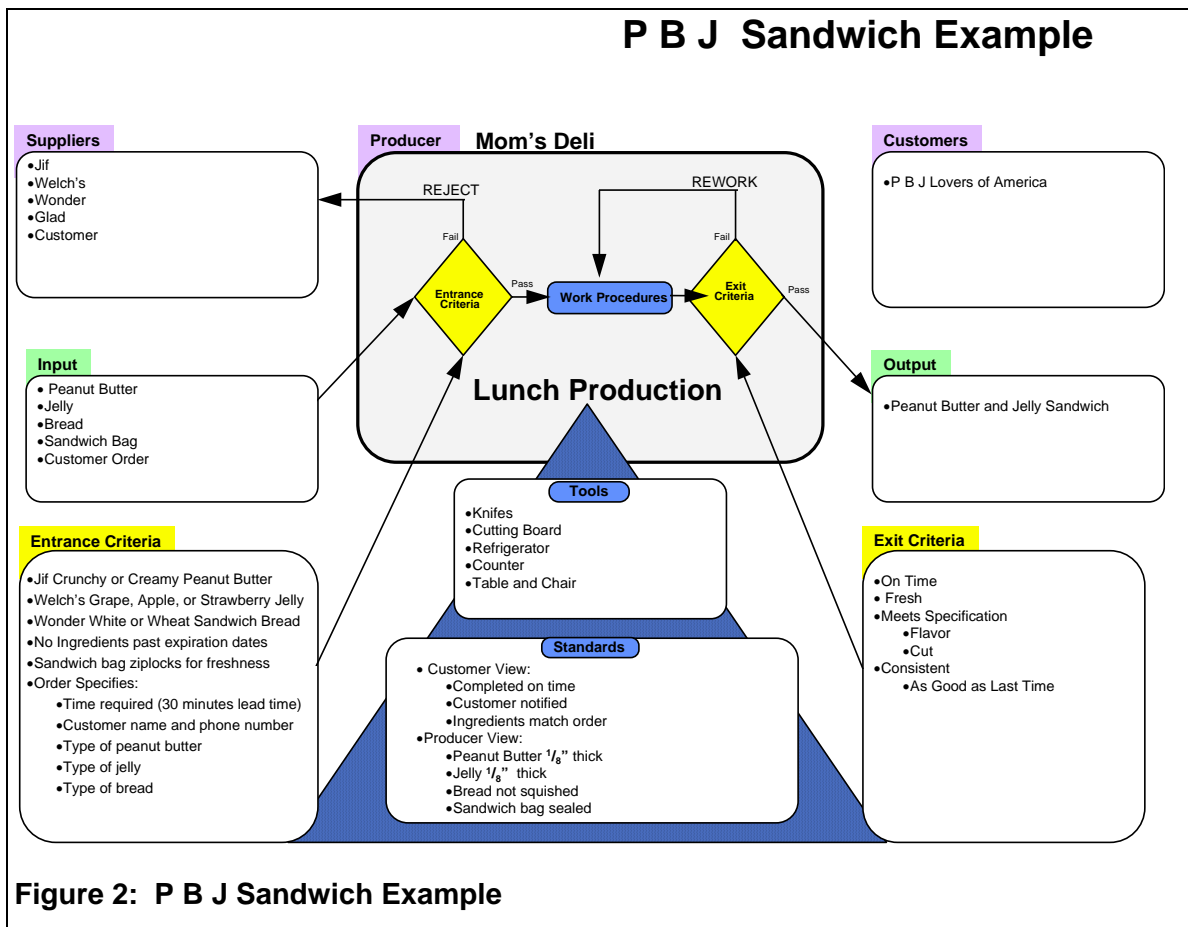 P B J  Sandwich Example
Suppliers
•Jif
•Welch's
•Wonder
•Glad
•Customer
Producer
Mom's Deli
REJECT
REWORK
Fail
Fail
Entrance
Criteria
Pass
Work Procedures
Exit
Criteria
Pass
Lunch Production
Customers
•P B J Lovers of America
Input
• Peanut Butter
•Jelly
•Bread
•Sandwich Bag
•Customer Order
Output
•Peanut Butter and Jelly Sandwich
Tools
•Knifes
•Cutting Board
•Refrigerator
•Counter
•Table and Chair
Entrance Criteria
•Jif Crunchy or Creamy Peanut Butter
•Welch's Grape, Apple, or Strawberry Jelly
•Wonder White or Wheat Sandwich Bread
•No Ingredients past expiration dates
•Sandwich bag ziplocks for freshness
•Order Specifies:
•Time required (30 minutes lead time)
•Customer name and phone number
•Type of peanut butter
•Type of jelly
•Type of bread
Standards
• Customer View:
•Completed on time
•Customer notified
•Ingredients match order
•Producer View:
•Peanut Butter 1/8” thick
•Jelly 1/8”  thick
•Bread not squished
•Sandwich bag sealed
Exit Criteria
•On Time
• Fresh
•Meets Specification
•Flavor
•Cut
•Consistent
•As Good as Last Time
Figure 2:  P B J Sandwich Example